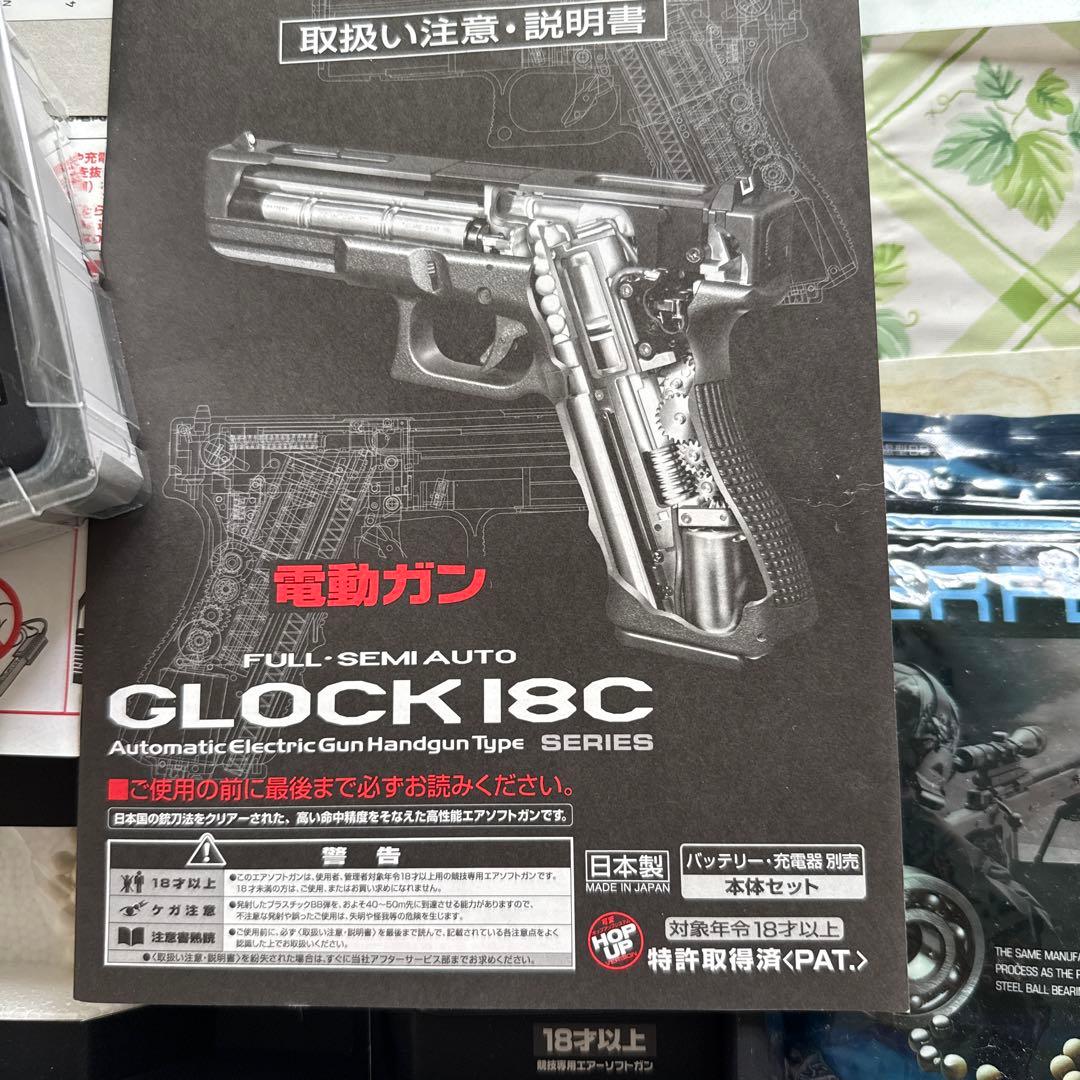 取扱い注意・説明書
電動ガン
FULL・SEMI AUTO
GLOCK 18C
Automatic Electric Gun Handgun Type SERIES
■ご使用の前に最後まで必ずお読みください。
日本国の銃刀法をクリアーされた、高い命中精度をそなえた高性能エアソフトガンです。
警告
18才以上
●このエアソフトガンは、使用者、管理者対象年令18才以上用の競技専用エアソフトガンです。
18才未満の方は、ご使用、またはお買い求めになれません。
ケガ注意
●発射したプラスチックBB弾を、およそ40〜50m先に到達させる能力がありますので、
不注意な発射や誤ったご使用は、失明や怪我等の危険を生じます。
注意書熟読
●ご使用前に、必ず〈取扱い注意・説明書〉を最後まで読んで、記載されている各注意点をよく
認識した上でお取扱いください。
●〈取扱い注意・説明書〉を紛失された場合は、すぐに当社アフターサービス部までお求めください。
日本製
MADE IN JAPAN
バッテリー・充電器 別売
本体セット
HOP UP
VERSION
対象年令18才以上
特許取得済〈PAT.〉
THE SAME MANUFA
PROCESS AS THE P
STEEL BALL BEARI
18才以上
競技専用エアーソフトガン